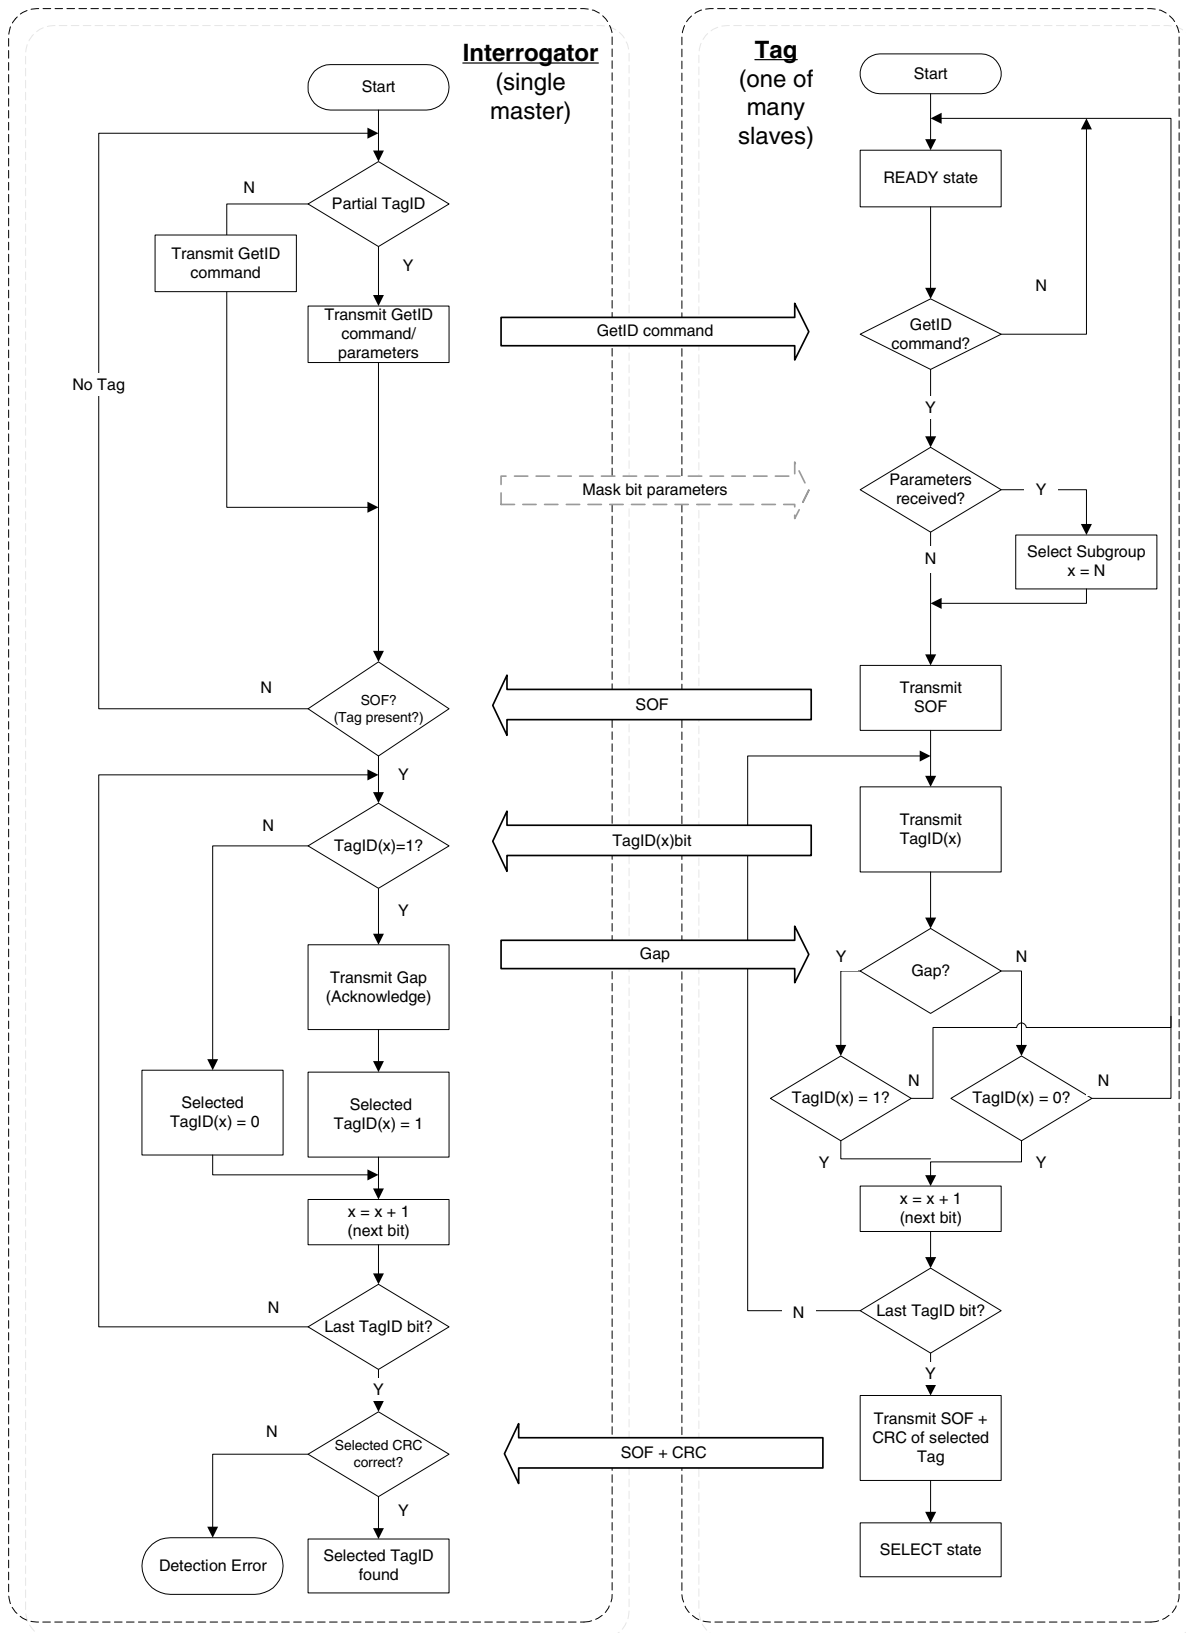 Interrogator
(single
master)
Start
Partial TagID
N
Y
Transmit GetID
command
Transmit GetID
command/
parameters
No Tag
SOF?
(Tag present?)
N
Y
TagID(x)=1?
N
Y
Transmit Gap
(Acknowledge)
Selected
TagID(x) = 0
Selected
TagID(x) = 1
x = x + 1
(next bit)
Last TagID bit?
N
Y
Selected CRC
correct?
N
Y
Detection Error
Selected TagID
found
GetID command
Mask bit parameters
SOF
TagID(x)bit
Gap
SOF + CRC
Tag
(one of
many
slaves)
Start
READY state
GetID
command?
N
Y
Parameters
received?
Y
N
Select Subgroup
x = N
Transmit
SOF
Transmit
TagID(x)
Gap?
Y
N
TagID(x) = 1?
N
Y
TagID(x) = 0?
N
Y
x = x + 1
(next bit)
Last TagID bit?
N
Y
Transmit SOF +
CRC of selected
Tag
SELECT state